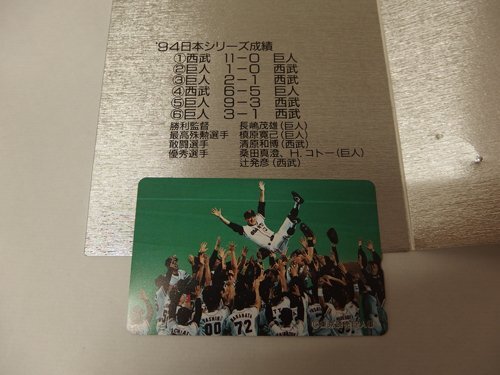 '94日本シリーズ成績
①西武 11-0 巨人
②巨人 1-0 西武
③巨人 2-1 西武
④西武 6-5 巨人
⑤巨人 9-3 西武
⑥巨人 3-1 西武
勝利監督 長嶋茂雄(巨人)
最高殊勲選手 槙原寛己(巨人)
敢闘選手 清原和博(西武)
優秀選手 桑田真澄、H.コトー(巨人)
辻発彦(西武)
00
72